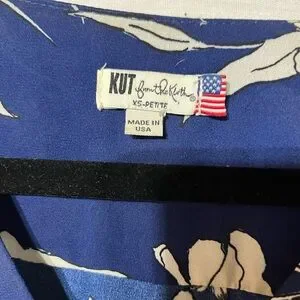 KUT from the Kloth®
XS-PETITE
MADE IN
USA